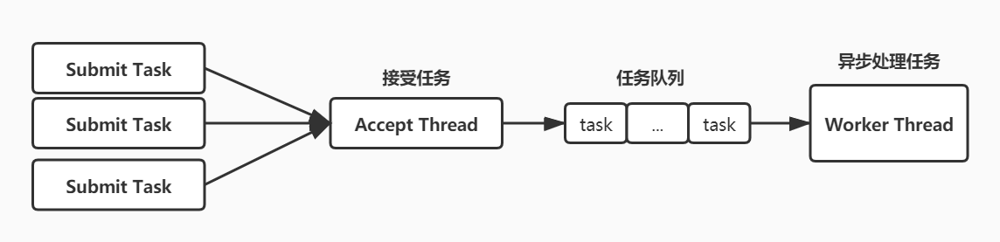 Submit Task
Submit Task
Submit Task
接受任务
Accept Thread
任务队列
task
...
task
异步处理任务
Worker Thread